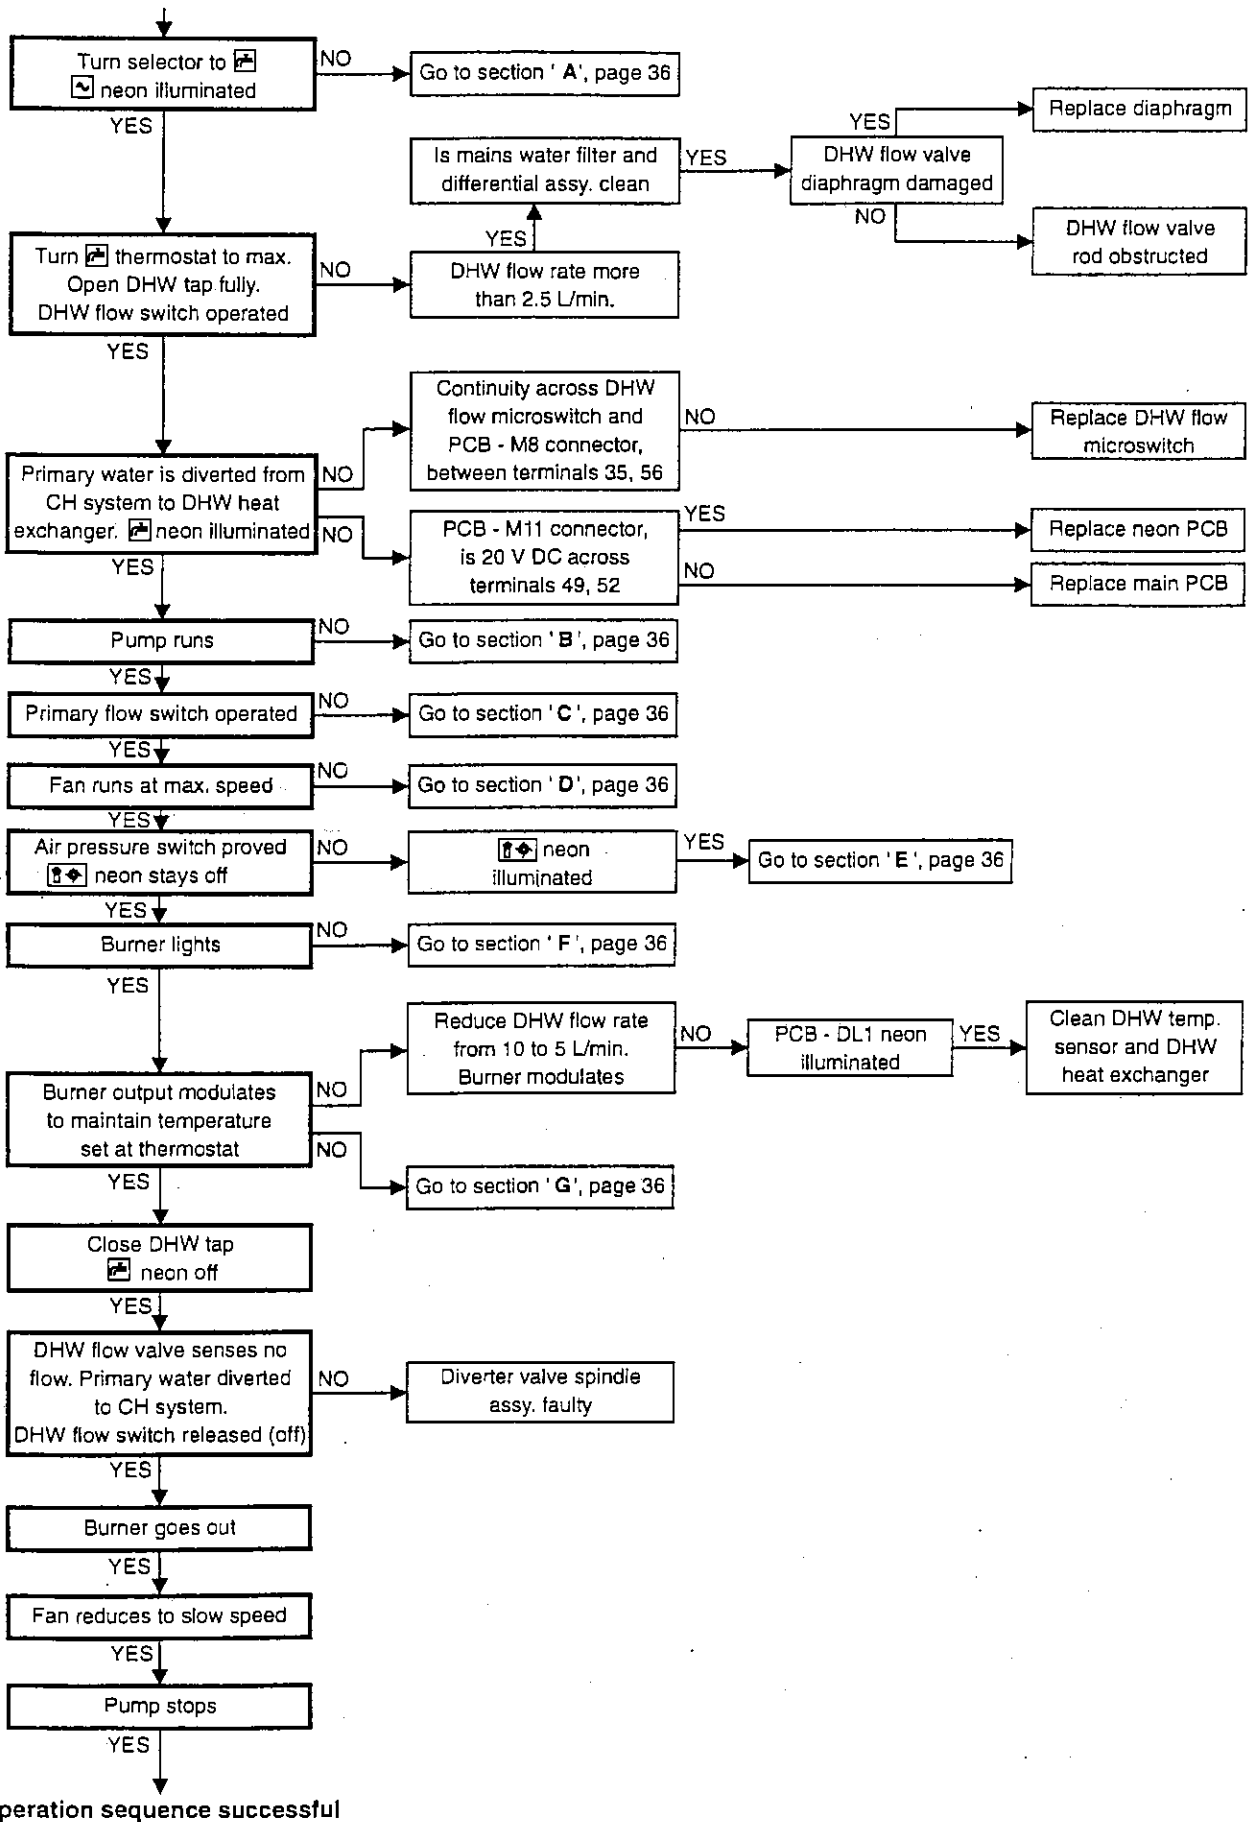 Turn selector to
neon illuminated
NO
Go to section ' A', page 36
YES
Is mains water filter and
differential assy. clean
YES
DHW flow valve
diaphragm damaged
YES
Replace diaphragm
NO
DHW flow valve
rod obstructed
YES
Turn thermostat to max.
Open DHW tap fully.
DHW flow switch operated
NO
DHW flow rate more
than 2.5 L/min.
YES
Primary water is diverted from
CH system to DHW heat
exchanger. neon illuminated
NO
Continuity across DHW
flow microswitch and
PCB - M8 connector,
between terminals 35, 56
NO
Replace DHW flow
microswitch
NO
PCB - M11 connector,
is 20 V DC across
terminals 49, 52
YES
Replace neon PCB
NO
Replace main PCB
YES
Pump runs
NO
Go to section ' B', page 36
YES
Primary flow switch operated
NO
Go to section 'C', page 36
YES
Fan runs at max. speed
NO
Go to section ' D', page 36
YES
Air pressure switch proved
neon stays off
NO
neon
illuminated
YES
Go to section ' E', page 36
YES
Burner lights
NO
Go to section ' F', page 36
YES
Burner output modulates
to maintain temperature
set at thermostat
NO
Reduce DHW flow rate
from 10 to 5 L/min.
Burner modulates
NO
PCB - DL1 neon
illuminated
YES
Clean DHW temp.
sensor and DHW
heat exchanger
NO
Go to section ' G', page 36
YES
Close DHW tap
neon off
YES
DHW flow valve senses no
flow. Primary water diverted
to CH system.
DHW flow switch released (off)
NO
Diverter valve spindle
assy. faulty
YES
Burner goes out
YES
Fan reduces to slow speed
YES
Pump stops
YES
peration sequence successful